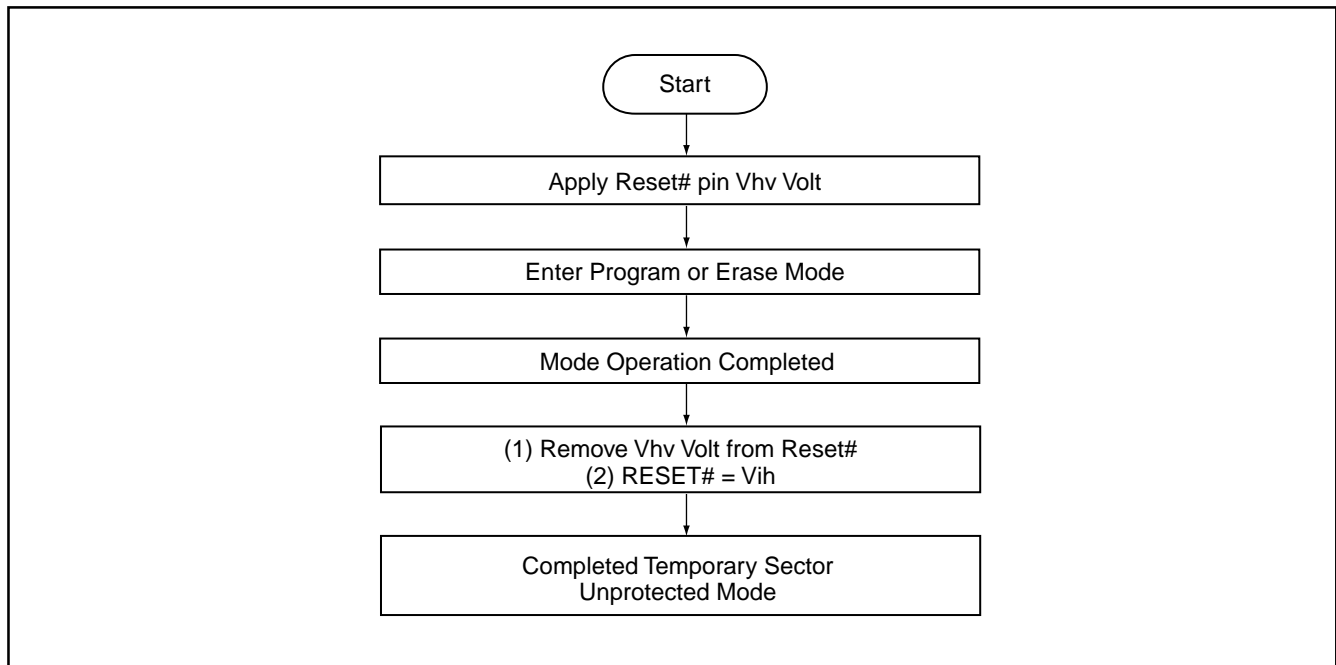 Start
Apply Reset# pin Vhv Volt
Enter Program or Erase Mode
Mode Operation Completed
(1) Remove Vhv Volt from Reset#
(2) RESET# = Vih
Completed Temporary Sector
Unprotected Mode